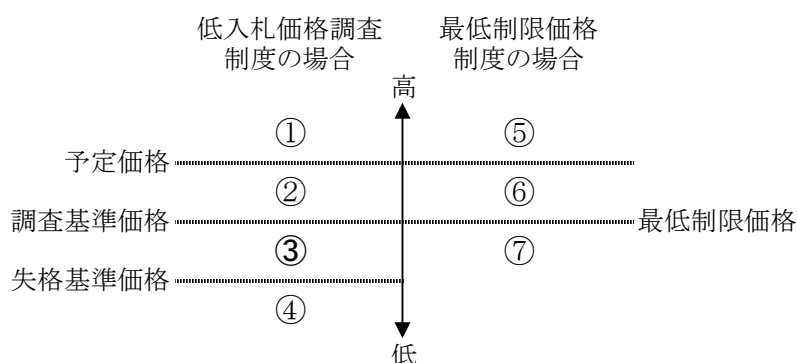 低入札価格調査
制度の場合
最低制限価格
制度の場合
高
① ⑤
予定価格
② ⑥
調査基準価格 最低制限価格
③ ⑦
失格基準価格
④
低